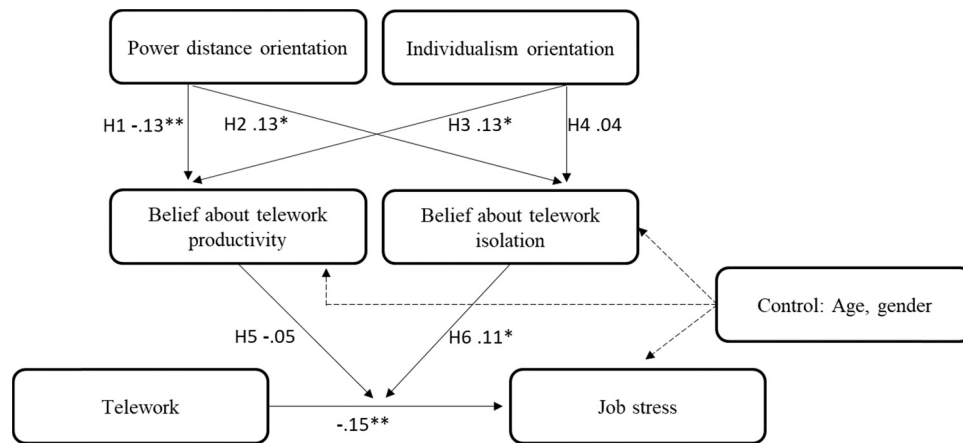 Power distance orientation
Individualism orientation
H1 -.13**
H2 .13*
H3 .13*
H4 .04
Belief about telework
productivity
Belief about telework
isolation
Control: Age, gender
H5 -.05
H6 .11*
Telework
-.15**
Job stress